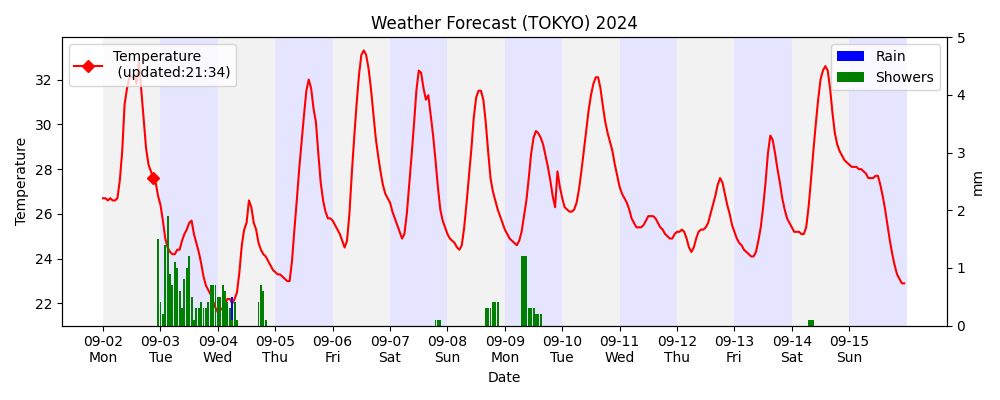 Weather Forecast (TOKYO) 2024
Temperature
(updated:21:34)
Rain
Showers
Temperature
32
30
28
26
24
22
5
4
3
2
1
0
mm
09-02 09-03 09-04 09-05 09-06 09-07 09-08 09-09 09-10 09-11 09-12 09-13 09-14 09-15
Mon Tue Wed Thu Fri Sat Sun Mon Tue Wed Thu Fri Sat Sun
Date